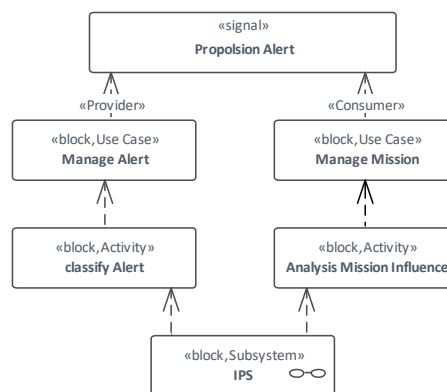 «signal»
Propolsion Alert
«Provider»
«Consumer»
«block,Use Case»
Manage Alert
«block,Use Case»
Manage Mission
«block,Activity»
classify Alert
«block,Activity»
Analysis Mission Influence
«block,Subsystem»
IPS